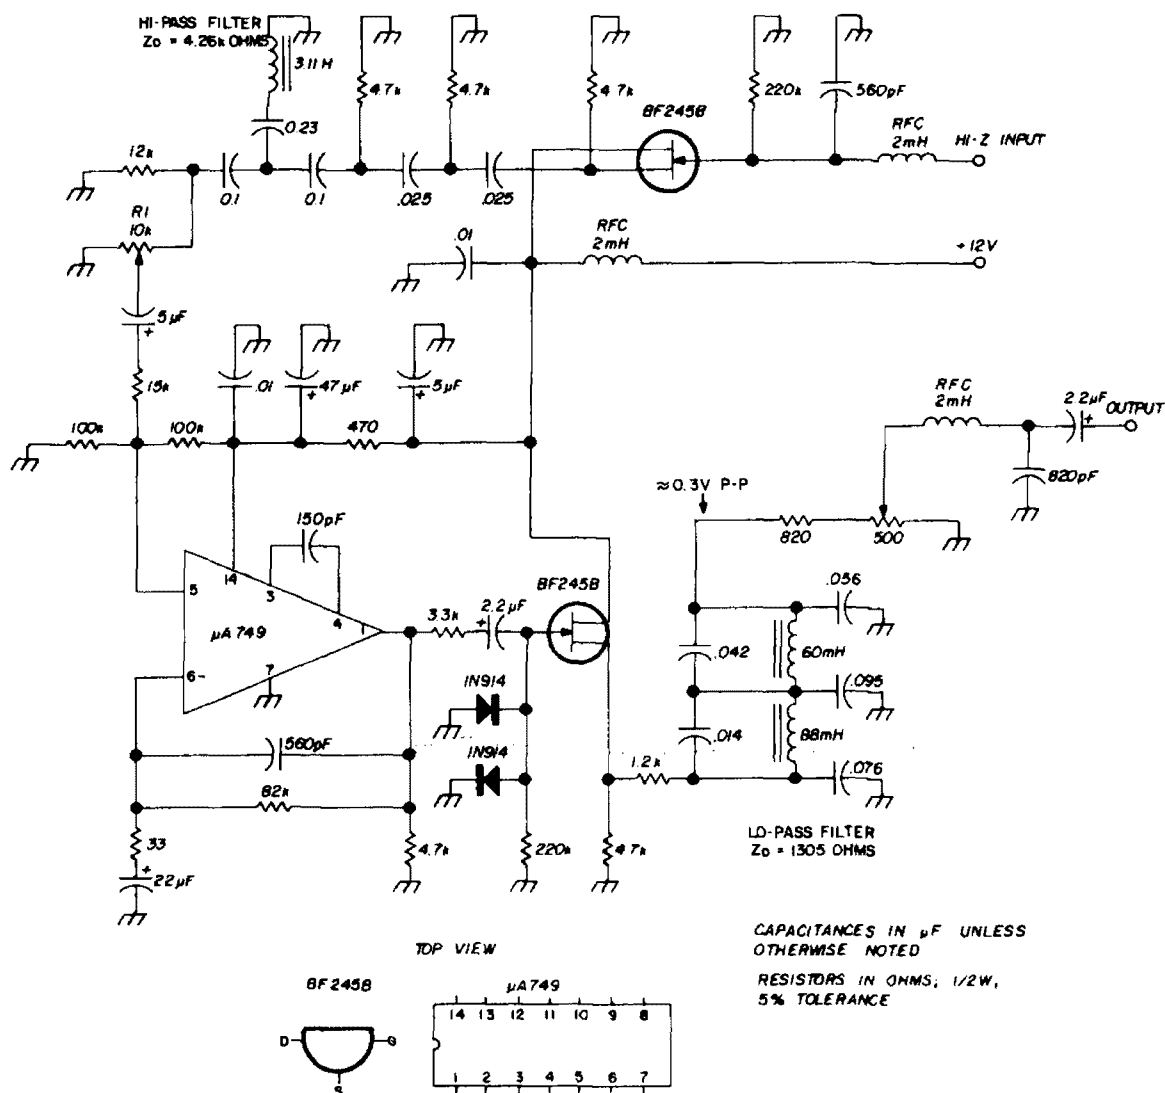 HI-PASS FILTER
Zo = 4.26k OHMS
3.11H
4.7k
4.7k
4.7k
220k
560pF
0.23
BF245B
RFC
2mH
HI-Z INPUT
12k
0.1
0.1
.025
.025
R1
10k
.01
RFC
2mH
+12V
5μF
+
15k
.01
47μF
+
5μF
+
100k
100k
470
RFC
2mH
2.2μF
+
OUTPUT
820pF
≈0.3V P-P
820
500
150pF
5
14
3
4
1
μA749
6-
7
3.3k
+
2.2μF
BF245B
.056
.042
60mH
.095
1N914
.014
88mH
560pF
1N914
1.2k
.076
82k
33
+
22μF
4.7k
220k
4.7k
LO-PASS FILTER
Zo = 1305 OHMS
CAPACITANCES IN μF UNLESS
OTHERWISE NOTED
RESISTORS IN OHMS; 1/2W,
5% TOLERANCE
TOP VIEW
BF245B
D
G
S
μA749
14 13 12 11 10 9 8
1 2 3 4 5 6 7